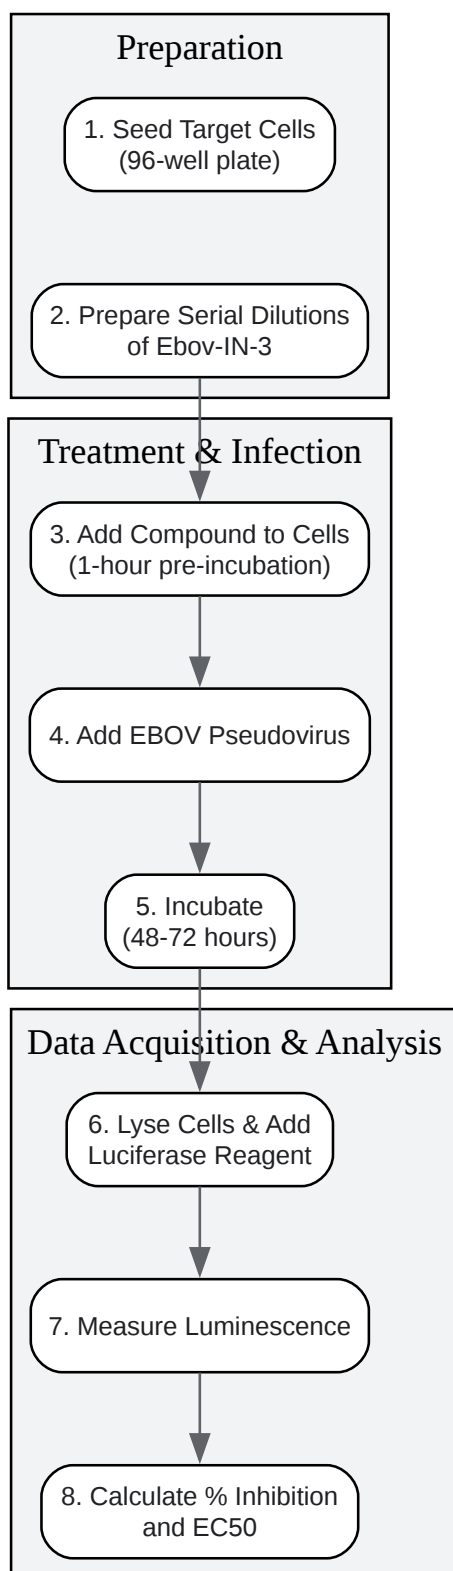 Preparation
1. Seed Target Cells
(96-well plate)
2. Prepare Serial Dilutions
of Ebov-IN-3
Treatment & Infection
3. Add Compound to Cells
(1-hour pre-incubation)
4. Add EBOV Pseudovirus
5. Incubate
(48-72 hours)
Data Acquisition & Analysis
6. Lyse Cells & Add
Luciferase Reagent
7. Measure Luminescence
8. Calculate % Inhibition
and EC50